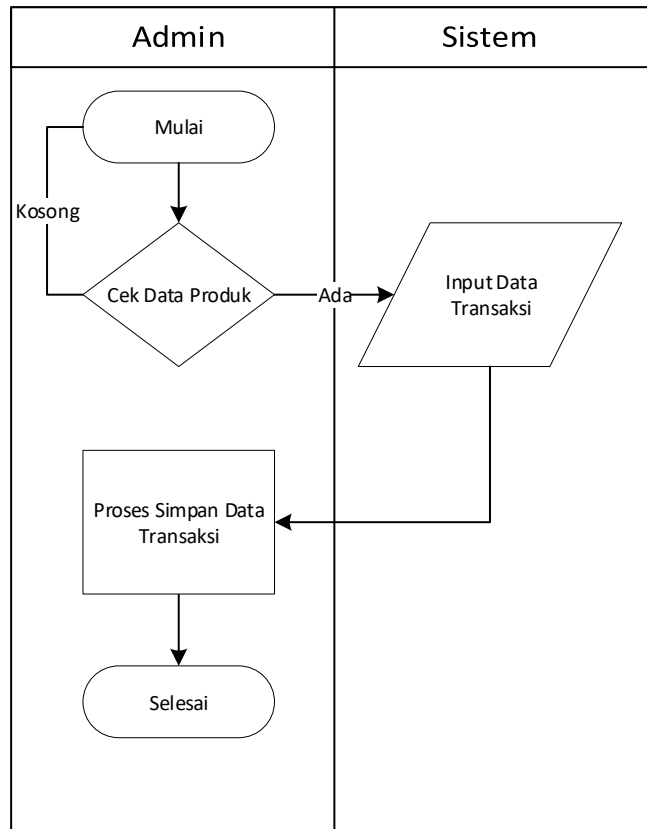 Admin
Sistem
Mulai
Kosong
Cek Data Produk
Ada
Input Data
Transaksi
Proses Simpan Data
Transaksi
Selesai